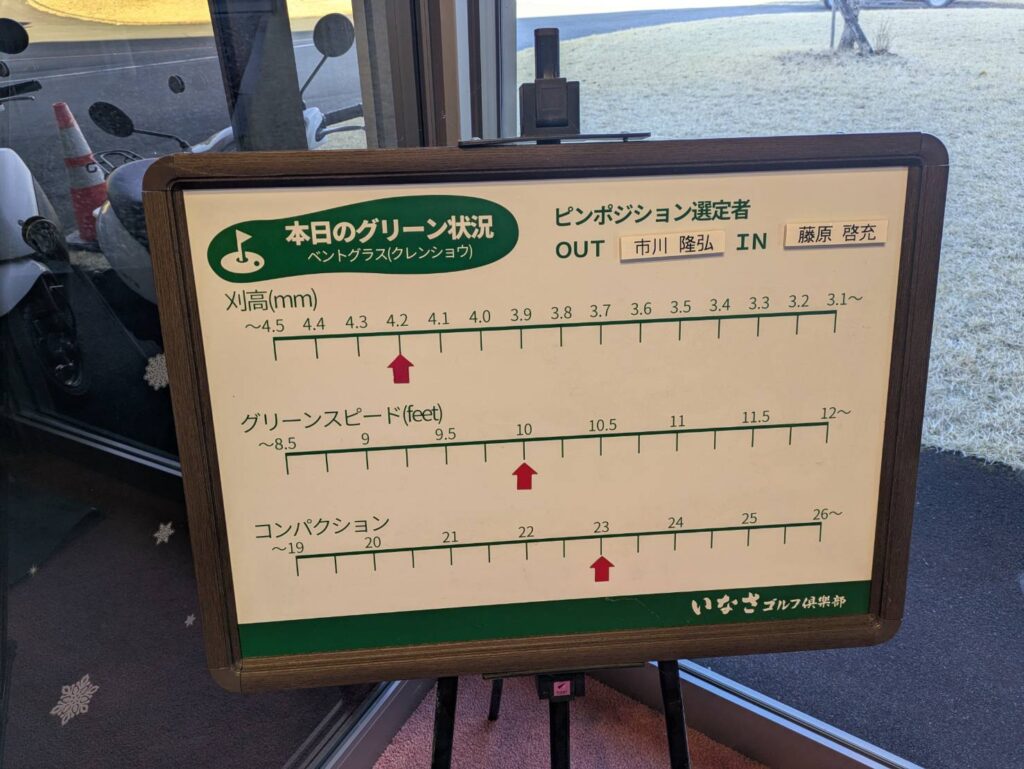 本日のグリーン状況
ベントグラス(クレンショウ)
ピンポジション選定者
OUT 市川 隆弘 IN 藤原 啓充
刈高(mm)
～4.5 4.4 4.3 4.2 4.1 4.0 3.9 3.8 3.7 3.6 3.5 3.4 3.3 3.2 3.1～
グリーンスピード(feet)
～8.5 9 9.5 10 10.5 11 11.5 12～
コンパクション
～19 20 21 22 23 24 25 26～
いなさゴルフ倶楽部